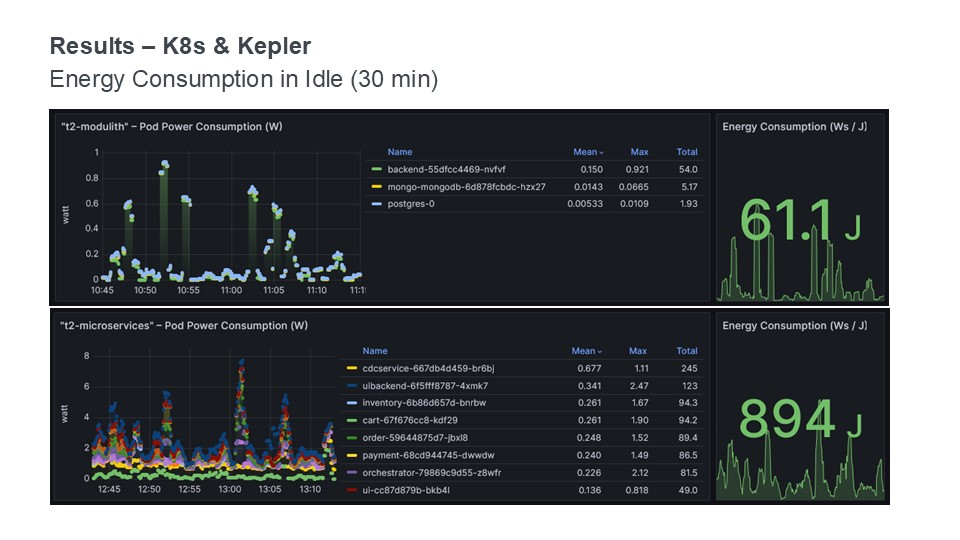 Results – K8s & Kepler
Energy Consumption in Idle (30 min)
"t2-modulith" – Pod Power Consumption (W)
watt
1
0.8
0.6
0.4
0.2
0
10:45 10:50 10:55 11:00 11:05 11:10 11:1
Name Mean Max Total
backend-55dfcc4469-nvfvf 0.150 0.921 54.0
mongo-mongodb-6d878fcbdc-hzx27 0.0143 0.0665 5.17
postgres-0 0.00533 0.0109 1.93
Energy Consumption (Ws / J)
61.1 J
"t2-microservices" – Pod Power Consumption (W)
watt
8
6
4
2
0
12:45 12:50 12:55 13:00 13:05 13:10
Name Mean Max Total
cdcservice-667db4d459-br6bj 0.677 1.11 245
uibackend-6f5fff8787-4xmk7 0.341 2.47 123
inventory-6b86d657d-bnrbw 0.261 1.67 94.3
cart-67f676cc8-kdf29 0.261 1.90 94.2
order-59644875d7-jbxl8 0.248 1.52 89.4
payment-68cd944745-dwwdw 0.240 1.49 86.5
orchestrator-79869c9d55-z8wfr 0.226 2.12 81.5
ui-cc87d879b-bkb4l 0.136 0.818 49.0
Energy Consumption (Ws / J)
894 J